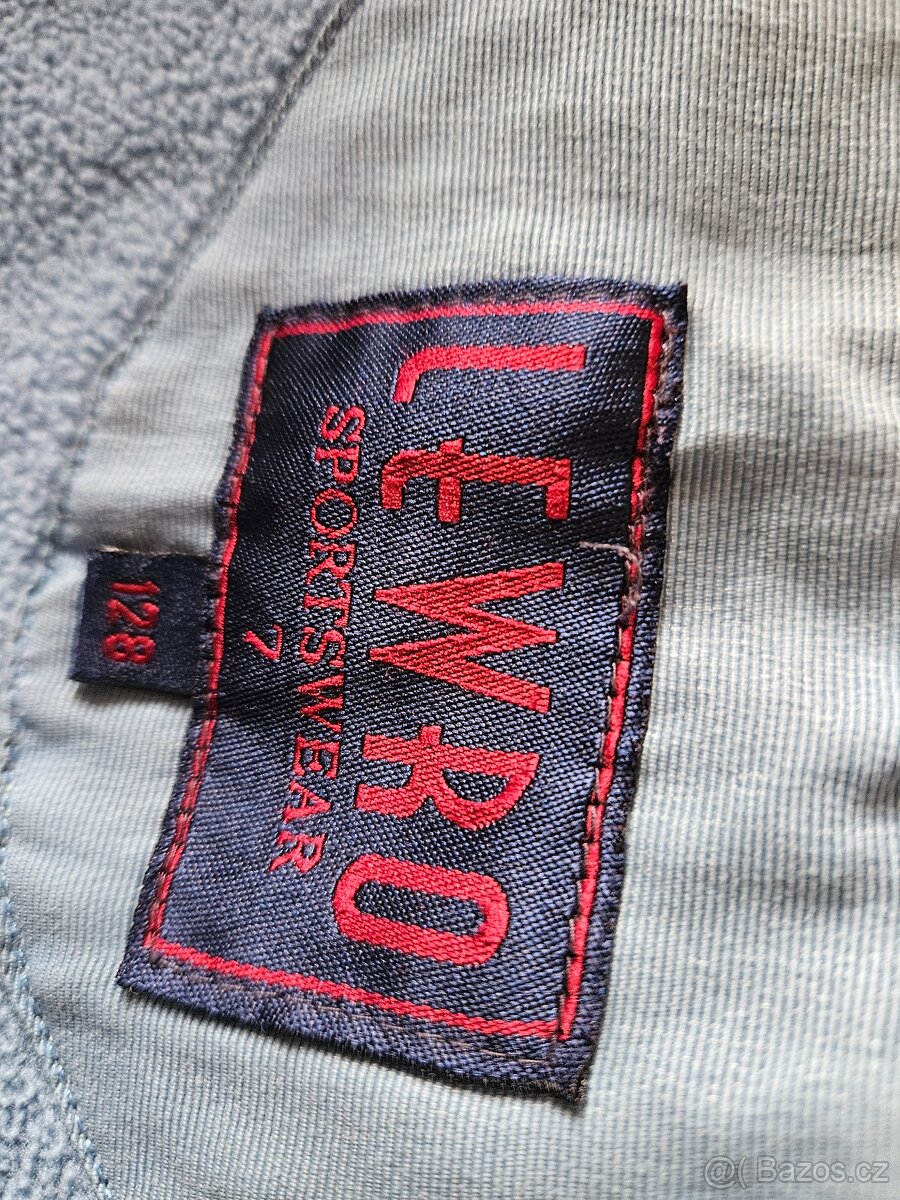 LEWRO
SPORTSWEAR
7
128
@( Bazos.cz